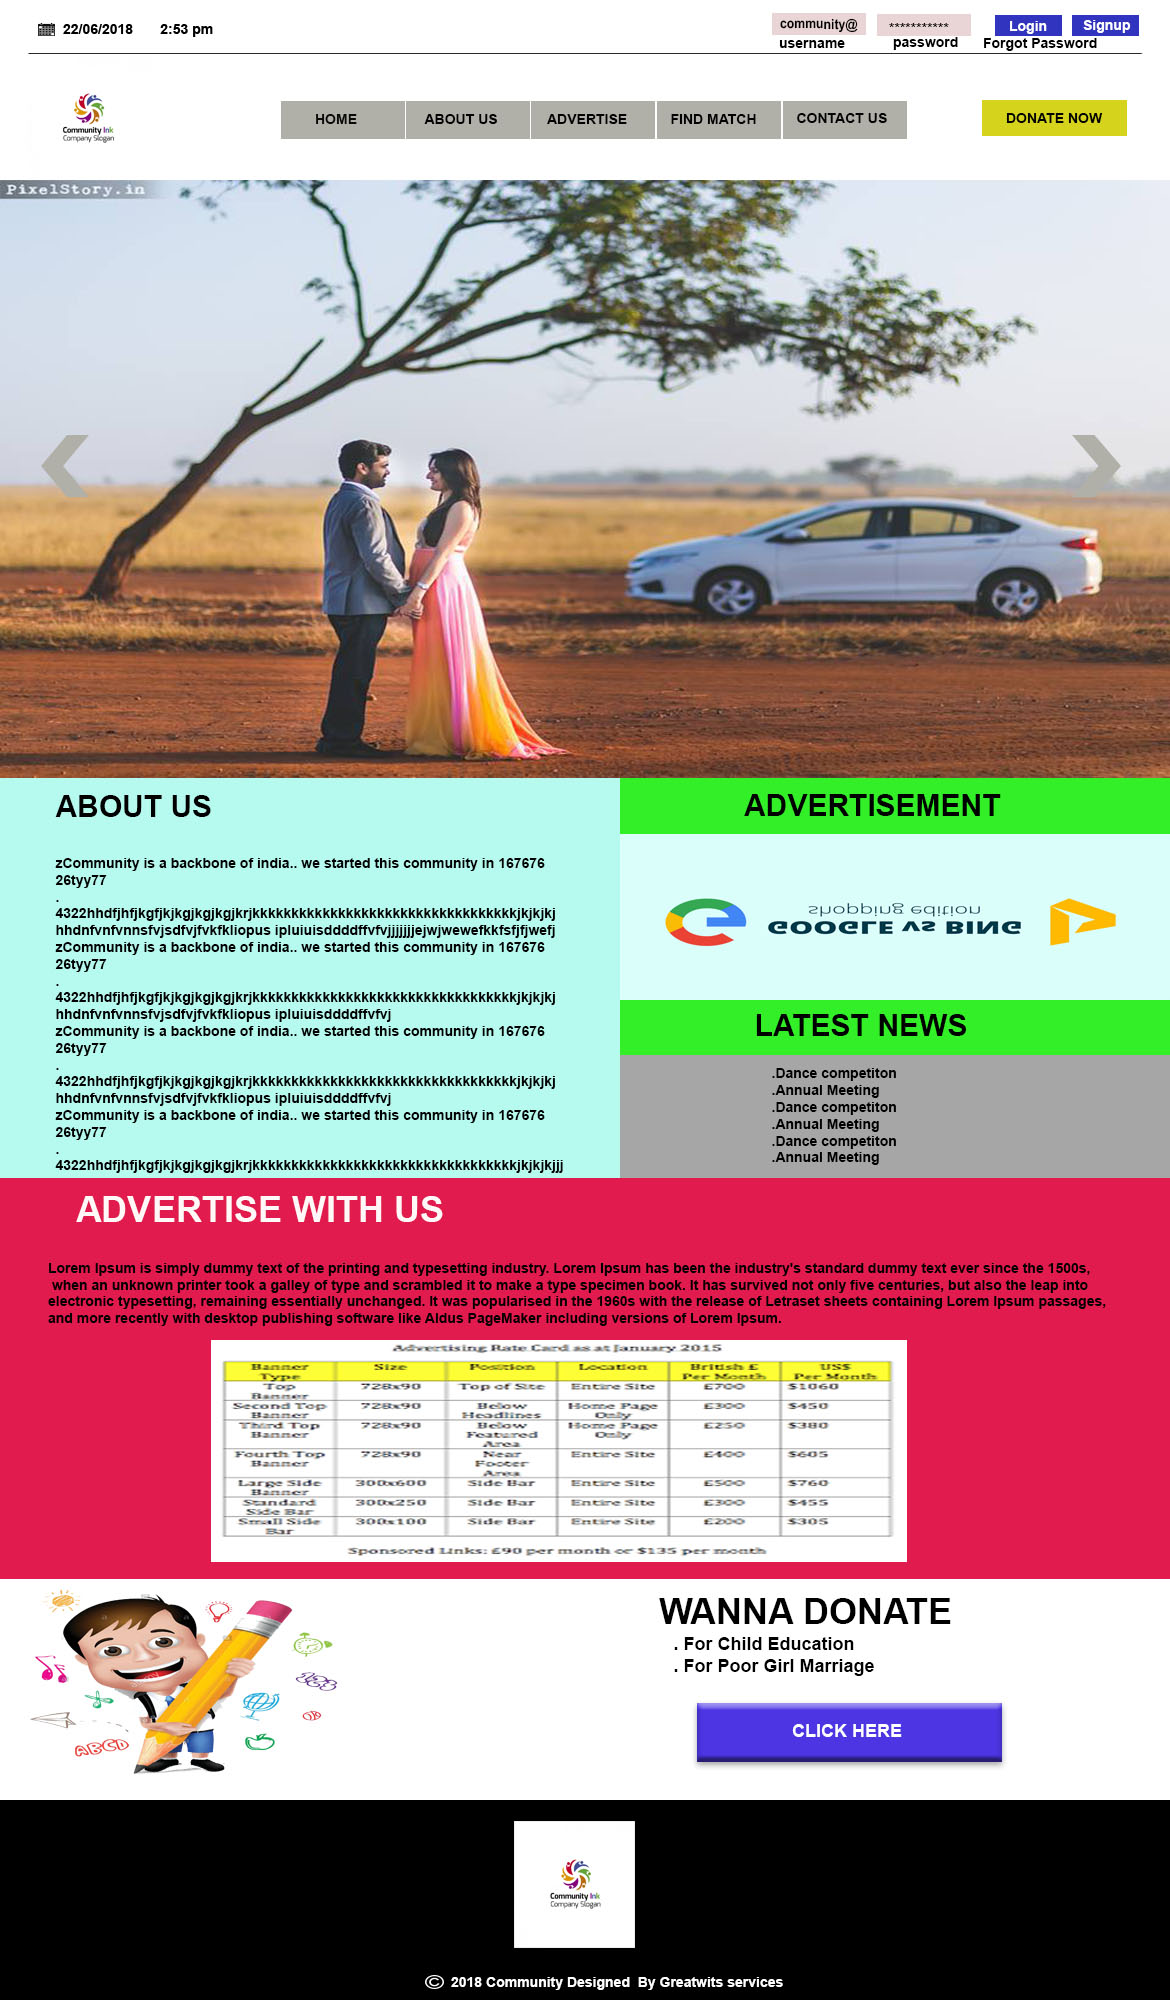 22/06/2018 2:53 pm
community@ ***********
Login Signup
username password Forgot Password
Community Ink
Company Slogan
HOME ABOUT US ADVERTISE FIND MATCH CONTACT US
DONATE NOW
PixelStory.in
ABOUT US
zCommunity is a backbone of india.. we started this community in 167676
26tyy77
.
4322hhdfjhfjkgfjkjkgjkgjkgjkrjkkkkkkkkkkkkkkkkkkkkkkkkkkkkkkkkkjkjkjkj
hhdnfvnfvnnsfvjsdfvjfvkfkliopus ipluiuisddddffvfvjjjjjjjejwjwewefkkfsfjfjwefj
zCommunity is a backbone of india.. we started this community in 167676
26tyy77
.
4322hhdfjhfjkgfjkjkgjkgjkgjkrjkkkkkkkkkkkkkkkkkkkkkkkkkkkkkkkkkjkjkjkj
hhdnfvnfvnnsfvjsdfvjfvkfkliopus ipluiuisddddffvfvj
zCommunity is a backbone of india.. we started this community in 167676
26tyy77
.
4322hhdfjhfjkgfjkjkgjkgjkgjkrjkkkkkkkkkkkkkkkkkkkkkkkkkkkkkkkkkjkjkjkj
hhdnfvnfvnnsfvjsdfvjfvkfkliopus ipluiuisddddffvfvj
zCommunity is a backbone of india.. we started this community in 167676
26tyy77
.
4322hhdfjhfjkgfjkjkgjkgjkgjkrjkkkkkkkkkkkkkkkkkkkkkkkkkkkkkkkkkjkjkjkjjj
ADVERTISEMENT
shopping edition
GOOGLE vs BING
LATEST NEWS
.Dance competiton
.Annual Meeting
.Dance competiton
.Annual Meeting
.Dance competiton
.Annual Meeting
ADVERTISE WITH US
Lorem Ipsum is simply dummy text of the printing and typesetting industry. Lorem Ipsum has been the industry's standard dummy text ever since the 1500s,
when an unknown printer took a galley of type and scrambled it to make a type specimen book. It has survived not only five centuries, but also the leap into
electronic typesetting, remaining essentially unchanged. It was popularised in the 1960s with the release of Letraset sheets containing Lorem Ipsum passages,
and more recently with desktop publishing software like Aldus PageMaker including versions of Lorem Ipsum.
Advertising Rate Card as at January 2015
Banner Type Size Position Location British £ Per Month US$ Per Month
Top Banner 728x90 Top of Site Entire Site £700 $1060
Second Top Banner 728x90 Below Headlines Home Page Only £300 $450
Third Top Banner 728x90 Below Featured Area Home Page Only £250 $380
Fourth Top Banner 728x90 Near Footer Area Entire Site £400 $605
Large Side Banner 300x600 Side Bar Entire Site £500 $760
Standard Side Bar 300x250 Side Bar Entire Site £300 $455
Small Side Bar 300x100 Side Bar Entire Site £200 $305
Sponsored Links: £90 per month or $135 per month
ABCD
WANNA DONATE
. For Child Education
. For Poor Girl Marriage
CLICK HERE
Community Ink
Company Slogan
© 2018 Community Designed By Greatwits services